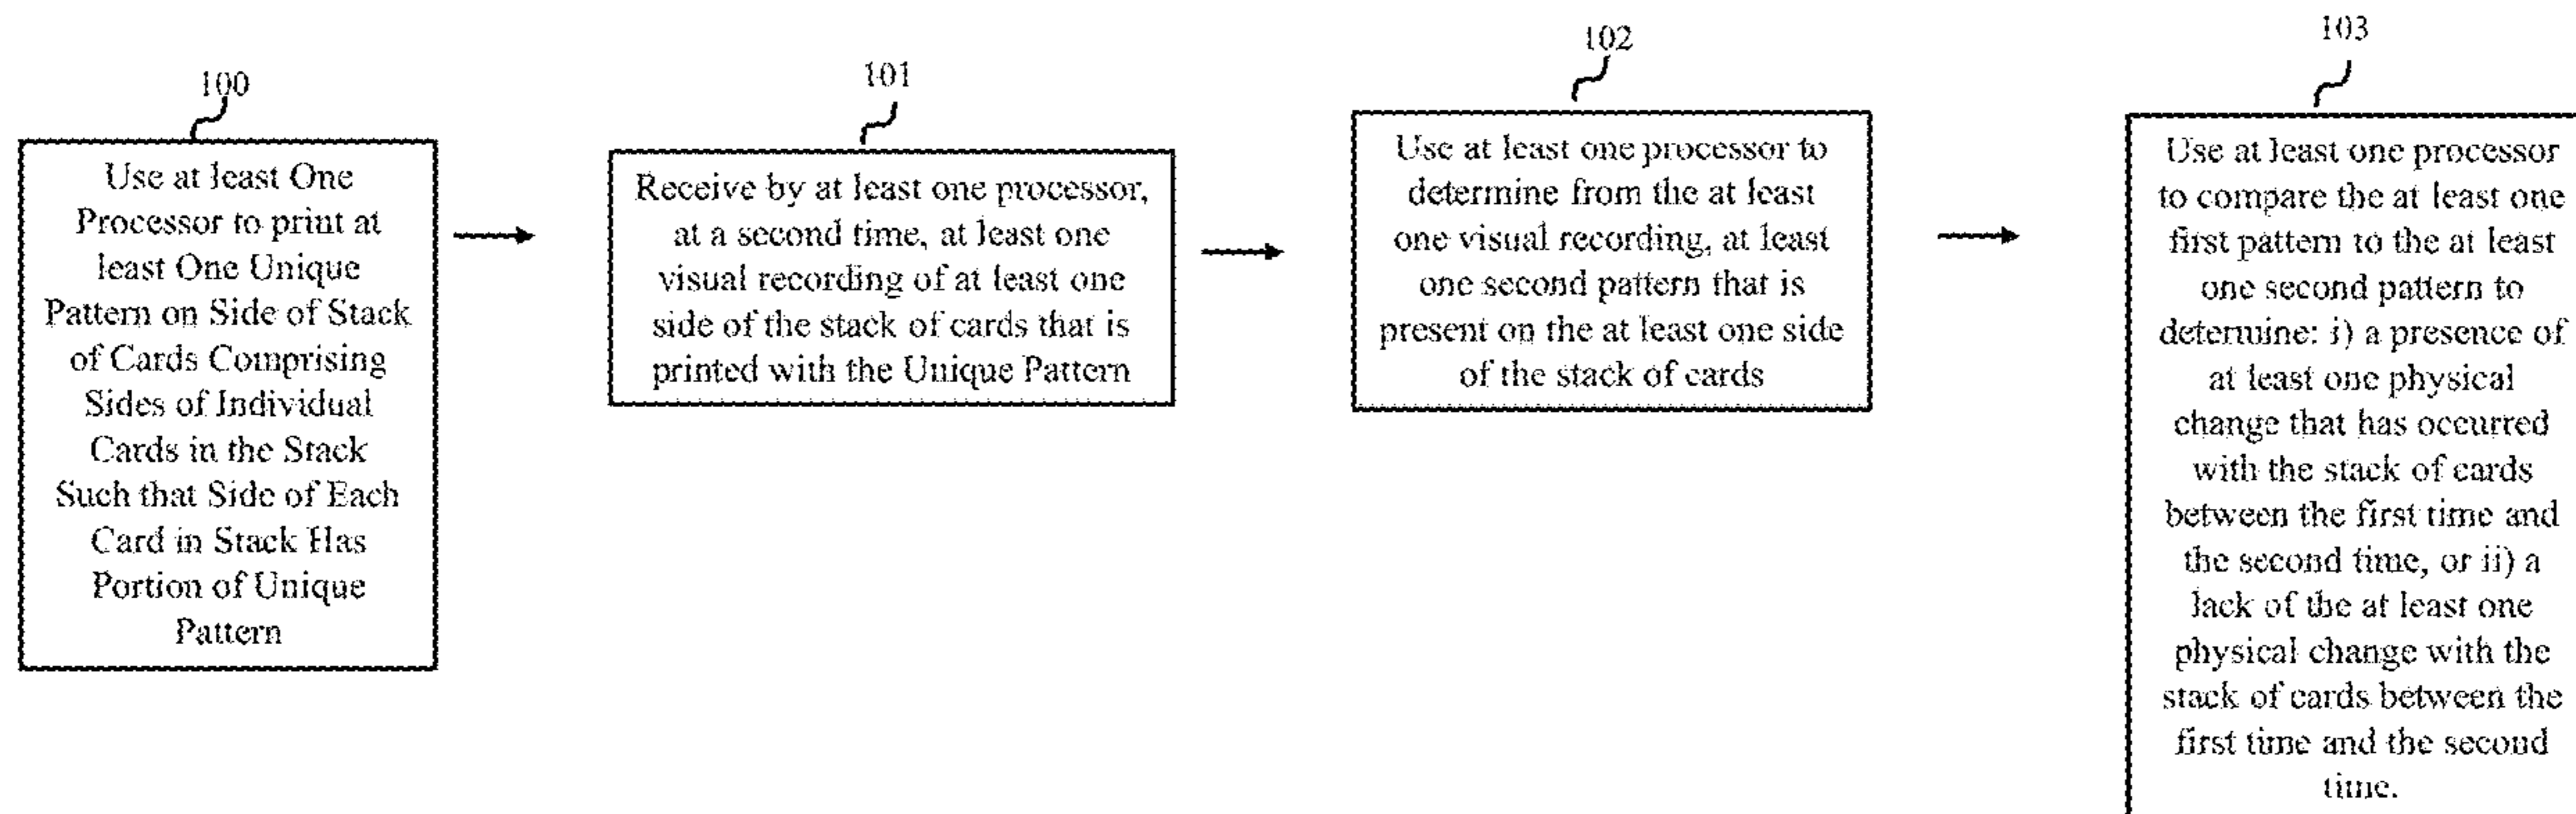 100
Use at least One
Processor to print at
least One Unique
Pattern on Side of Stack
of Cards Comprising
Sides of Individual
Cards in the Stack
Such that Side of Each
Card in Stack Has
Portion of Unique
Pattern
101
Receive by at least one processor,
at a second time, at least one
visual recording of at least one
side of the stack of cards that is
printed with the Unique Pattern
102
Use at least one processor to
determine from the at least
one visual recording, at least
one second pattern that is
present on the at least one side
of the stack of cards
103
Use at least one processor
to compare the at least one
first pattern to the at least
one second pattern to
determine: i) a presence of
at least one physical
change that has occurred
with the stack of cards
between the first time and
the second time, or ii) a
lack of the at least one
physical change with the
stack of cards between the
first time and the second
time.